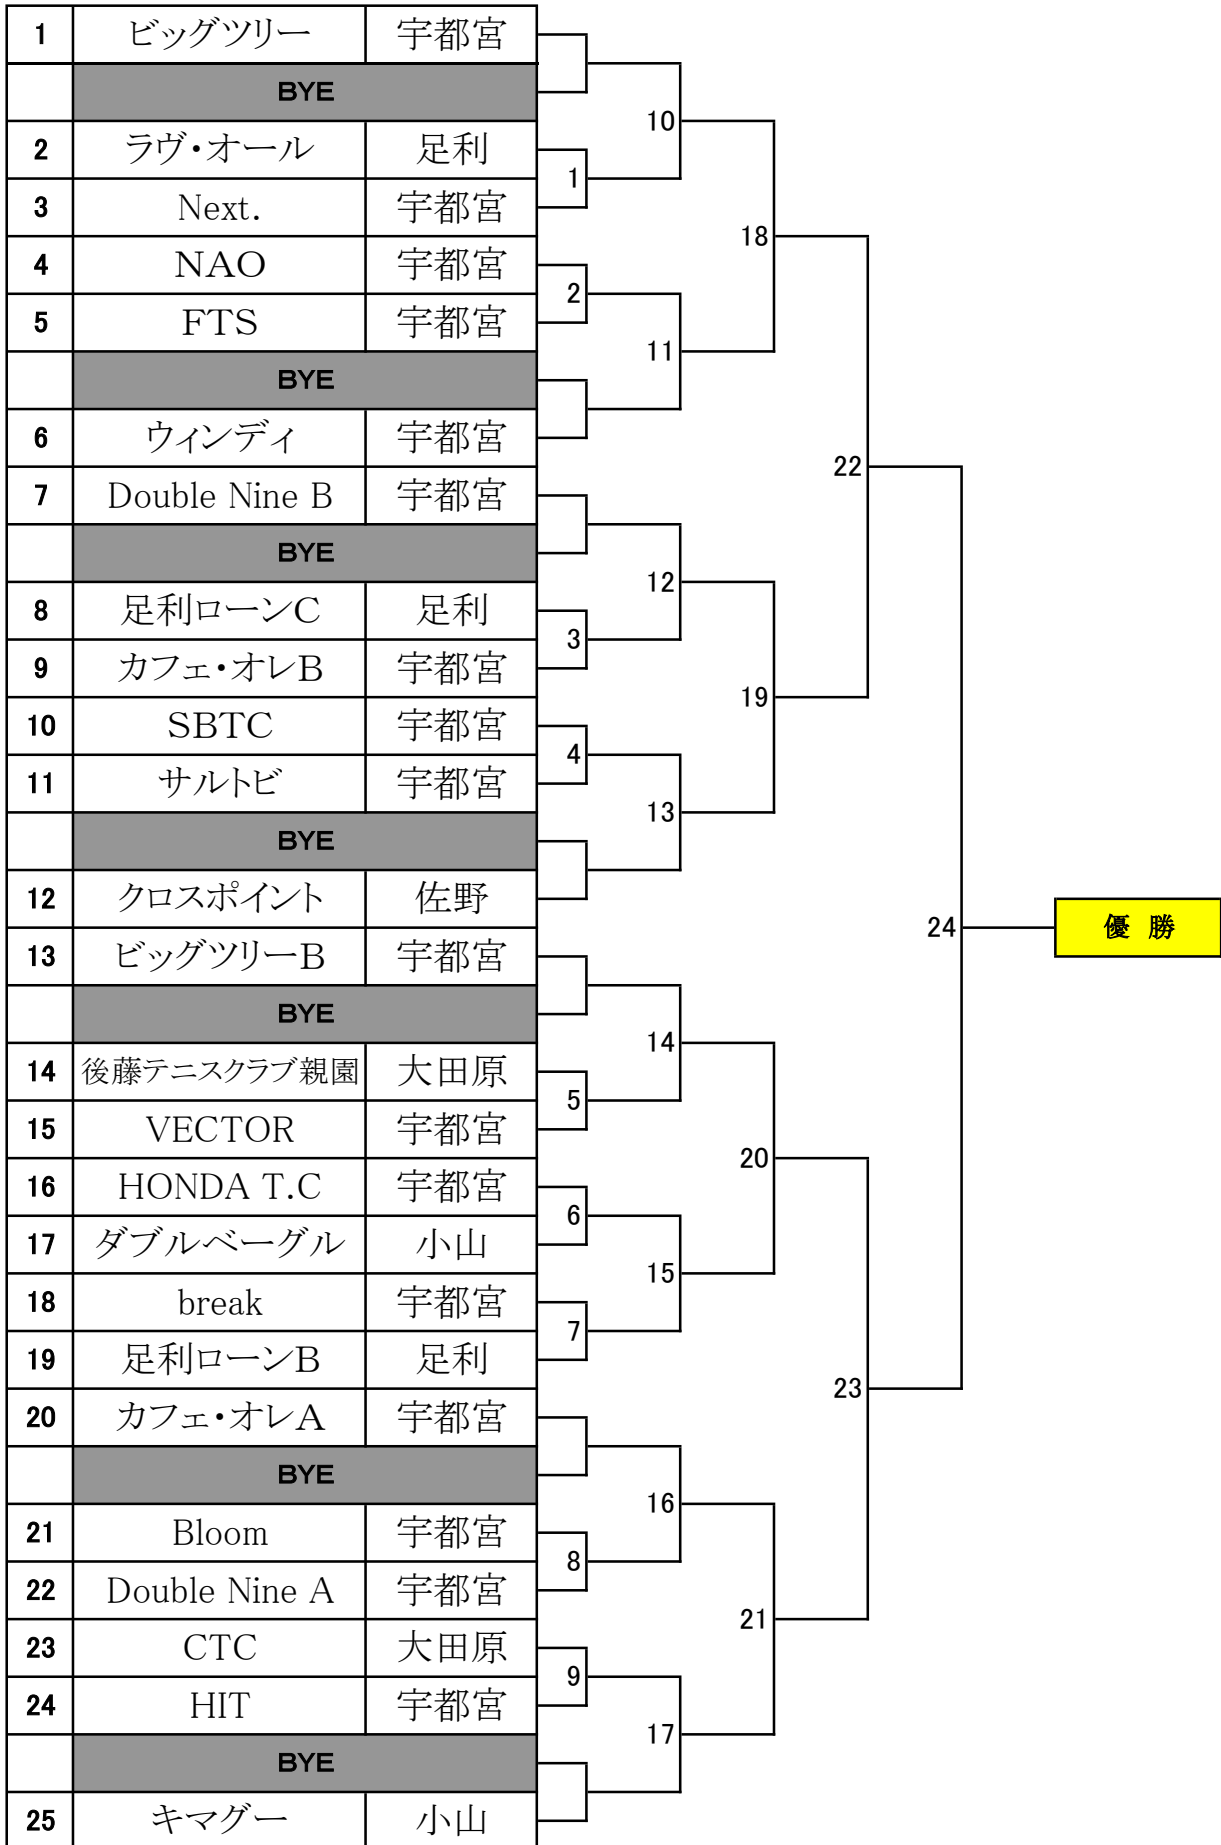 1 ビッグツリー 宇都宮
BYE
10
2 ラヴ・オール 足利
1
3 Next. 宇都宮
18
4 NAO 宇都宮
2
5 FTS 宇都宮
11
BYE
6 ウィンディ 宇都宮
22
7 Double Nine B 宇都宮
BYE
12
8 足利ローンC 足利
3
9 カフェ・オレB 宇都宮
19
10 SBTC 宇都宮
4
11 サルトビ 宇都宮
13
BYE
12 クロスポイント 佐野
24 優 勝
13 ビッグツリーB 宇都宮
BYE
14
14 後藤テニスクラブ親園 大田原
5
15 VECTOR 宇都宮
20
16 HONDA T.C 宇都宮
6
17 ダブルベーグル 小山
15
18 break 宇都宮
7
19 足利ローンB 足利
23
20 カフェ・オレA 宇都宮
BYE
16
21 Bloom 宇都宮
8
22 Double Nine A 宇都宮
21
23 CTC 大田原
9
24 HIT 宇都宮
17
BYE
25 キマグー 小山